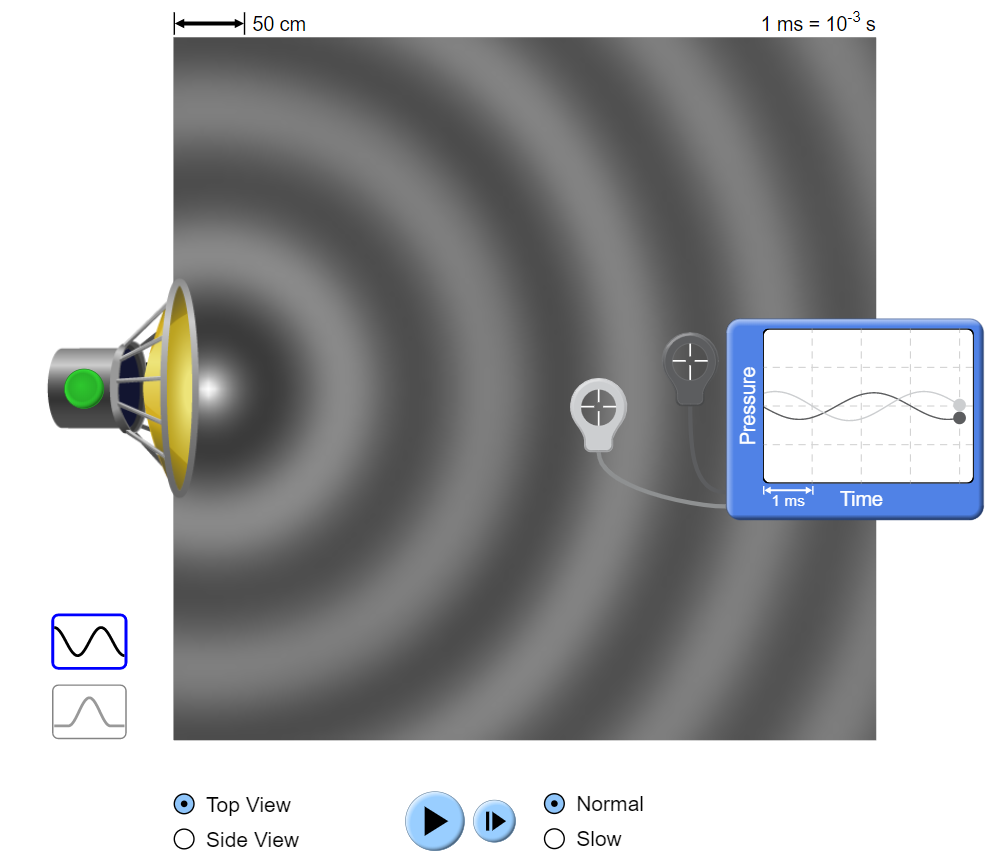 50 cm
1 ms = 10⁻³ s
Pressure
1 ms
Time
Top View
Side View
Normal
Slow